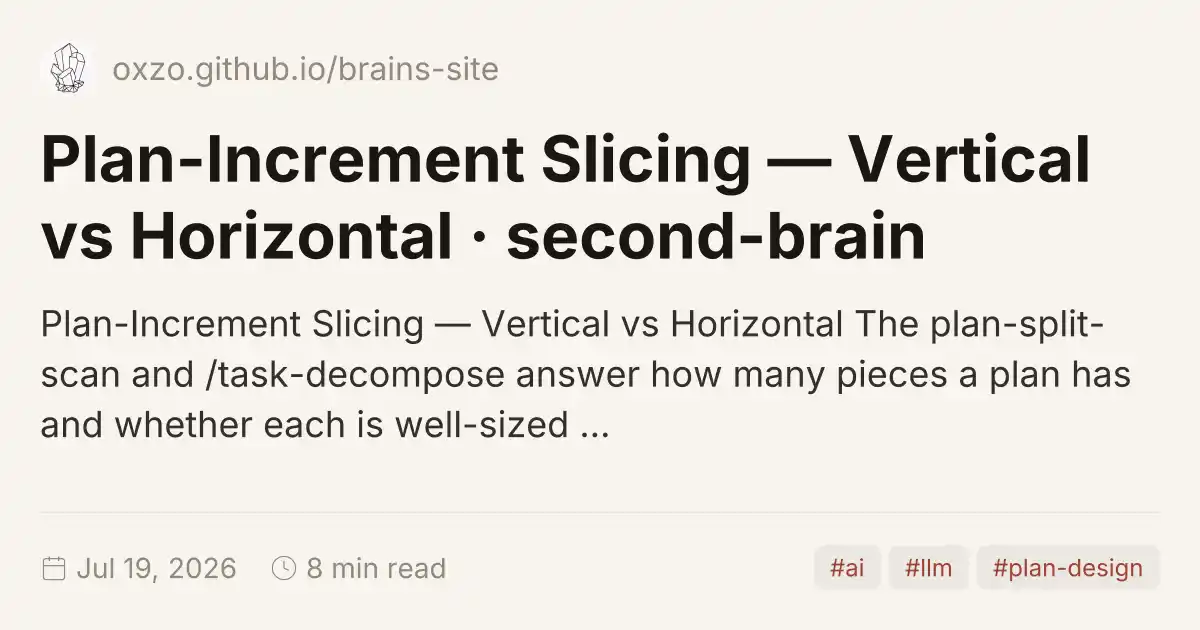 oxzo.github.io/brains-site
Plan-Increment Slicing — Vertical
vs Horizontal · second-brain
Plan-Increment Slicing — Vertical vs Horizontal The plan-split-
scan and /task-decompose answer how many pieces a plan has
and whether each is well-sized ...
Jul 19, 2026 8 min read #ai #llm #plan-design